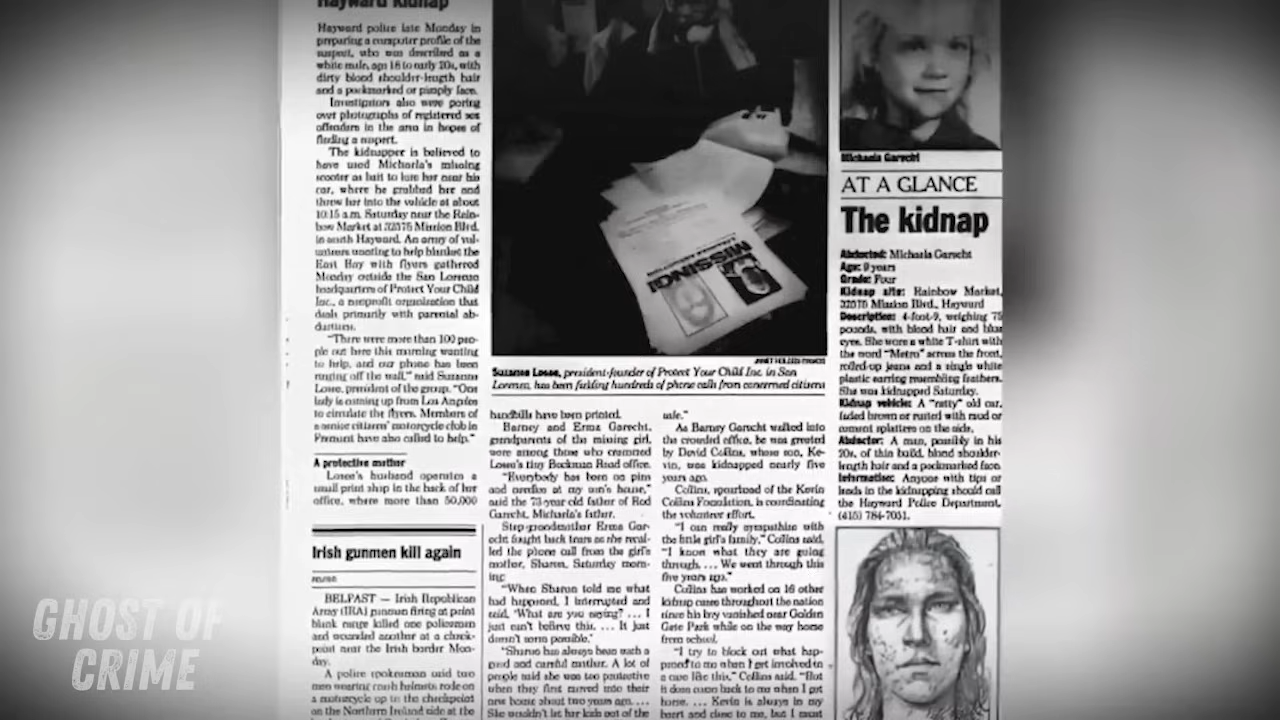 Hayward kidnap
Hayward police late Monday in
preparing a computer profile of the
suspect, who was described as a
white male, age 18 to early 20s, with
dirty blond shoulder-length hair
and a pockmarked or pimply face.
Investigators also were poring
over photographs of registered sex
offenders in the area in hopes of
finding a suspect.
The kidnapper is believed to
have used Michaela's missing
scooter as bait to lure her near his
car, where he grabbed her and
threw her into the vehicle at about
10:15 a.m. Saturday near the Rain-
bow Market at 32575 Mission Blvd.
in south Hayward. An army of vol-
unteers wanting to help blanket the
East Bay with flyers gathered
Monday outside the San Lorenzo
headquarters of Protect Your Child
Inc., a nonprofit organization that
deals primarily with parental ab-
ductions.
"There were more than 100 peo-
ple out here this morning wanting
to help, and our phone has been
ringing off the wall," said Suzanne
Lowe, president of the group. "One
lady is coming up from Los Angeles
to circulate the flyers. Members of
a senior citizens' motorcycle club in
Fremont have also called to help."
A protective mother
husband operates a
small print shop in the back of her
office, where more than 50,000
Irish gunmen kill again
BELFAST — Irish Republican
Army (IRA) gunmen firing at point
blank range killed one policeman
and wounded another at a check-
point near the Irish border Mon-
day.
A police spokesman said two
men wearing crash helmets rode on
a motorcycle up to the checkpoint
on the Northern Ireland side at the
MISSING!
president-founder of Protect Your Child Inc. in San
Lorenzo, has been fielding hundreds of phone calls from concerned citizens
handbills have been printed.
Barney and Erma Garecht,
grandparents of the missing girl,
were among those who crammed
Lowe's tiny Bockman Road office.
"Everybody has been on pins
and needles at my son's house,"
said the 73-year-old father of Rod
Garecht, Michaela's father.
Step-grandmother Erma Gar-
echt fought back tears as she recal-
led the phone call from the girl's
mother, Sharon, Saturday morn-
ing.
"When Sharon told me what
had happened, I interrupted and
said, 'What are you saying? ... I
just can't believe this. ... It just
doesn't seem possible.'
"Sharon has always been such a
good and careful mother. A lot of
people said she was too protective
when they first moved into their
new home about two years ago. ...
She wouldn't let her kids out of the
safe."
As Barney Garecht walked into
the crowded office, he was greeted
by David Collins, whose son, Ke-
vin, was kidnapped nearly five
years ago.
Collins, spearhead of the Kevin
Collins Foundation, is coordinating
the volunteer effort.
"I can really sympathize with
the little girl's family," Collins said.
"I know what they are going
through. ... We went through this
five years ago."
Collins has worked on 16 other
kidnap cases throughout the nation
since his boy vanished near Golden
Gate Park while on the way home
from school.
"I try to block out what hap-
pened to me when I get involved in
a case like this," Collins said. "But
it does come back to me when I get
home. ... Kevin is always in my
heart and close to me, but I must
Michaela Garecht
AT A GLANCE
The kidnap
Abducted: Michaela Garecht
Age: 9 years
Grade: Four
Kidnap site: Rainbow Market,
32575 Mission Blvd., Hayward
Description: 4-foot-9, weighing 75
pounds, with blond hair and blue
eyes. She wore a white T-shirt with
the word "Metro" across the front,
rolled-up jeans and a single white
plastic earring resembling feathers.
She was kidnapped Saturday.
Kidnap vehicle: A "ratty" old car,
faded brown or rusted with mud or
cement splatters on the side.
Abductor: A man, possibly in his
20s, of thin build, blond shoulder-
length hair and a pockmarked face.
Information: Anyone with tips or
leads in the kidnapping should call
the Hayward Police Department,
(415) 784-7051.
GHOST OF
CRIME